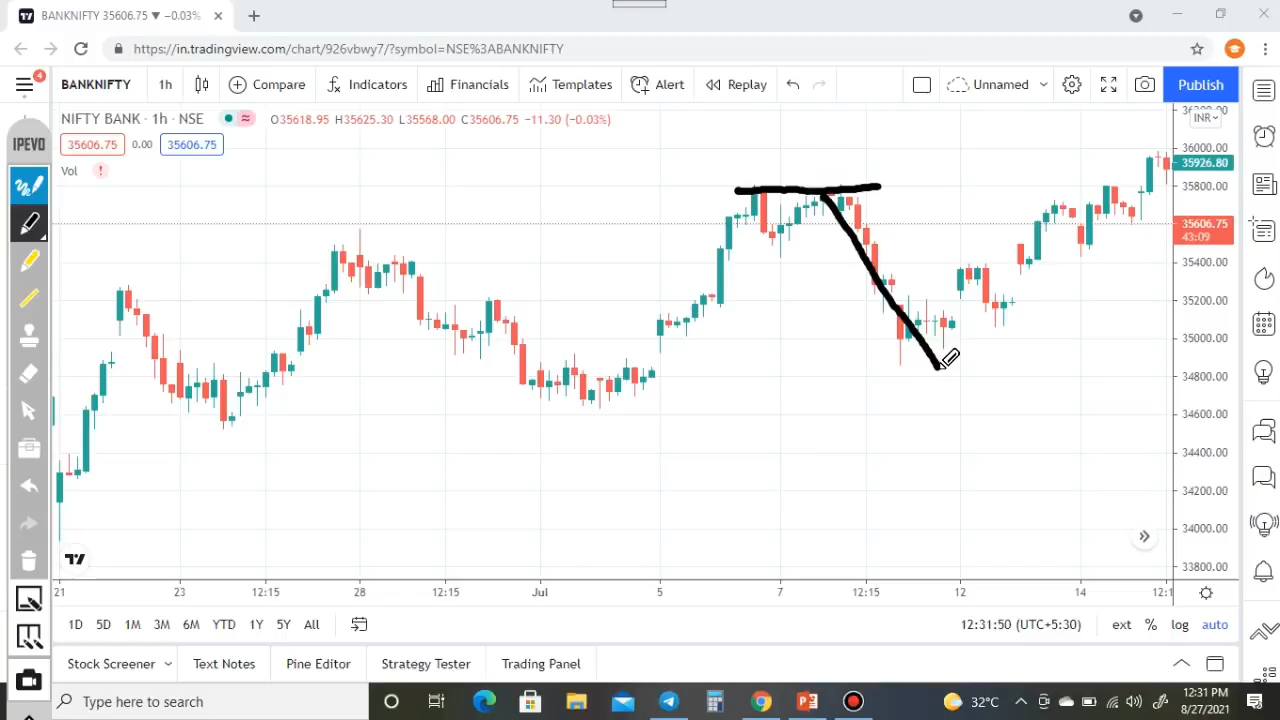 BANKNIFTY 35606.75 ▼ −0.03%
https://in.tradingview.com/chart/926vbwy7/?symbol=NSE%3ABANKNIFTY
4
BANKNIFTY 1h Compare Indicators Financials Templates Alert Replay Unnamed Publish
NIFTY BANK · 1h · NSE O35618.95 H35625.30 L35568.00 C35606.75 −11.30 (−0.03%)
35606.75 0.00 35606.75
Vol !
IPEVO
36200.00
INR
36000.00
35926.80
35800.00
35606.75
43:09
35400.00
35200.00
35000.00
34800.00
34600.00
34400.00
34200.00
34000.00
33800.00
21 23 12:15 28 12:15 Jul 5 7 12:15 12 14 12:1
1D 5D 1M 3M 6M YTD 1Y 5Y All 12:31:50 (UTC+5:30) ext % log auto
Stock Screener Text Notes Pine Editor Strategy Tester Trading Panel
Type here to search 32°C 12:31 PM
8/27/2021